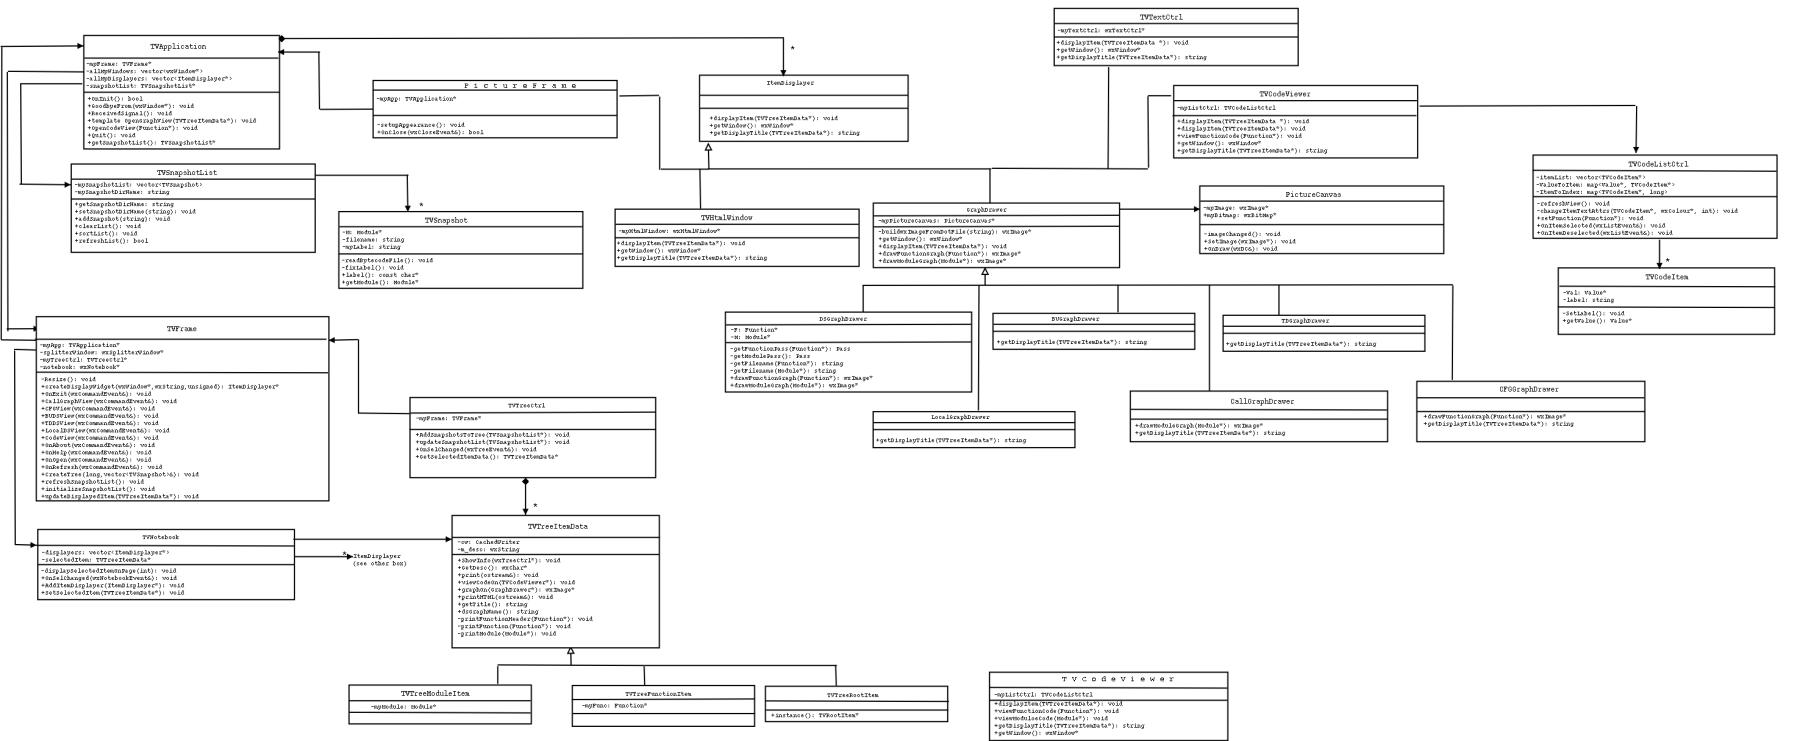 TVApplication
-myFrame: TVFrame*
-allMyWindows: vector<wxWindow*>
-allMyDisplayers: vector<ItemDisplayer*>
-snapshotList: TVSnapshotList*
+OnInit(): bool
+GoodbyeFrom(wxWindow*): void
+ReceivedSignal(): void
+template OpenGraphView(TVTreeItemData*): void
+OpenCodeView(Function*): void
+Quit(): void
+getSnapshotList(): TVSnapshotList*
*
PictureFrame
-myApp: TVApplication*
-setupAppearance(): void
+OnClose(wxCloseEvent&): bool
ItemDisplayer
+displayItem(TVTreeItemData*): void
+getWindow(): wxWindow*
+getDisplayTitle(TVTreeItemData*): string
TVTextCtrl
-myTextCtrl: wxTextCtrl*
+displayItem(TVTreeItemData *): void
+getWindow(): wxWindow*
+getDisplayTitle(TVTreeItemData*): string
TVCodeViewer
-myListCtrl: TVCodeListCtrl
+displayItem(TVTreeItemData *): void
+displayItem(TVTreeItemData*): void
+viewFunctionCode(Function*): void
+getWindow(): wxWindow*
+getDisplayTitle(TVTreeItemData*): string
TVCodeListCtrl
-itemList: vector<TVCodeItem*>
-ValueToItem: map<Value*, TVCodeItem*>
-ItemToIndex: map<TVCodeItem*, long>
-refreshView(): void
-changeItemTextAttrs(TVCodeItem*, wxColour*, int): void
+setFunction(Function*): void
+OnItemSelected(wxListEvent&): void
+OnItemDeselected(wxListEvent&): void
*
TVCodeItem
-Val: Value*
-label: string
-SetLabel(): void
+getValue(): Value*
TVSnapshotList
-mySnapshotList: vector<TVSnapshot>
-mySnapshotDirName: string
+getSnapshotDirName: string
+setSnapshotDirName(string): void
+addSnapshot(string): void
+clearList(): void
+sortList(): void
+refreshList(): bool
*
TVSnapshot
-M: Module*
-filename: string
-myLabel: string
-readBytecodeFile(): void
-fixLabel(): void
+label(): const char*
+getModule(): Module*
TVHtmlWindow
-myHtmlWindow: wxHtmlWindow*
+displayItem(TVTreeItemData*): void
+getWindow(): wxWindow*
+getDisplayTitle(TVTreeItemData*): string
GraphDrawer
-myPictureCanvas: PictureCanvas*
-buildwxImageFromDotFile(string): wxImage*
+getWindow(): wxWindow*
+displayItem(TVTreeItemData*): void
+drawFunctionGraph(Function*): wxImage*
+drawModuleGraph(Module*): wxImage*
PictureCanvas
-myImage: wxImage*
+myBitmap: wxBitMap*
-imageChanged(): void
+SetImage(wxImage*): void
+OnDraw(wxDC&): void
DSGraphDrawer
-F: Function*
-M: Module*
-getFunctionPass(Function*): Pass
-getModulePass(): Pass
-getFilename(Function*): string
-getFilename(Module*): string
+drawFunctionGraph(Function*): wxImage*
+drawModuleGraph(Module*): wxImage*
BUGraphDrawer
+getDisplayTitle(TVTreeItemData*): string
TDGraphDrawer
+getDisplayTitle(TVTreeItemData*): string
LocalGraphDrawer
+getDisplayTitle(TVTreeItemData*): string
CallGraphDrawer
+drawModuleGraph(Module*): wxImage*
+getDisplayTitle(TVTreeItemDate*): string
CFGGraphDrawer
+drawFunctionGraph(Function*): wxImage*
+getDisplayTitle(TVTreeItemData*): string
TVFrame
-myApp: TVApplication*
-splitterWindow: wxSplitterWindow*
-myTreeCtrl: TVTreeCtrl*
-notebook: wxNotebook*
-Resize(): void
+createDisplayWidget(wxWindow*,wxString,unsigned): ItemDisplayer*
+OnExit(wxCommandEvent&): void
+CallGraphView(wxCommandEvent&): void
+CFGView(wxCommandEvent&): void
+BUDSView(wxCommandEvent&): void
+TDDSView(wxCommandEvent&): void
+LocalDSView(wxCommandEvent&): void
+CodeView(wxCommandEvent&): void
+OnAbout(wxCommandEvent&): void
+OnHelp(wxCommandEvent&): void
+OnOpen(wxCommandEvent&): void
+OnRefresh(wxCommandEvent&): void
+CreateTree(long,vector<TVSnapshot>&): void
+refreshSnapshotList(): void
+initializeSnapshotList(): void
+updateDisplayedItem(TVTreeItemData*): void
TVTreeCtrl
-myFrame: TVFrame*
+AddSnapshotsToTree(TVSnapshotList*): void
+updateSnapshotList(TVSnapshotList*): void
+OnSelChanged(wxTreeEvent&): void
+GetSelectedItemData(): TVTreeItemData*
*
TVNotebook
-displayers: vector<ItemDisplayer*>
-selectedItem: TVTreeItemData*
-displaySelectedItemOnPage(int): void
+OnSelChanged(wxNotebookEvent&): void
+AddItemDisplayer(ItemDisplayer*): void
+SetSelectedItem(TVTreeItemData*): void
*
ItemDisplayer
(see other box)
TVTreeItemData
-cw: CachedWriter
-m_desc: wxString
+ShowInfo(wxTreeCtrl*): void
+GetDesc(): wxChar*
+print(ostream&): void
+viewCodeOn(TVCodeViewer*): void
+graphOn(GraphDrawer*): wxImage*
+printHTML(ostream&): void
+getTitle(): string
+dsGraphName(): string
-printFunctionHeader(Function*): void
-printFunction(Function*): void
-printModule(Module*): void
TVTreeModuleItem
-myModule: Module*
TVTreeFunctionItem
-myFunc: Function*
TVTreeRootItem
+instance(): TVRootItem*
TVCodeViewer
-myListCtrl: TVCodeListCtrl
+displayItem(TVTreeItemData*): void
+viewFunctionCode(Function*): void
+viewModuleCode(Module*): void
+getDisplayTitle(TVTreeItemData*): string
+getWindow(): wxWindow*